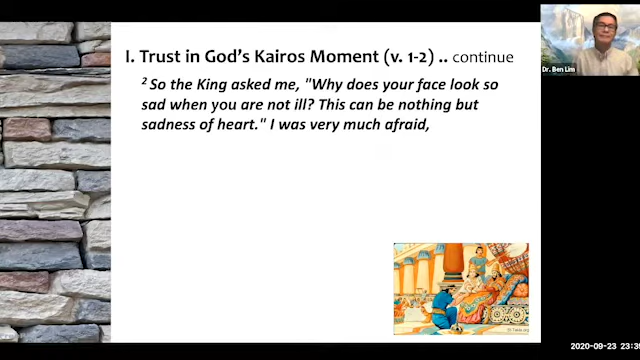 I. Trust in God's Kairos Moment (v. 1-2) .. continue
2 So the King asked me, "Why does your face look so
sad when you are not ill? This can be nothing but
sadness of heart." I was very much afraid,
Dr. Ben Lim
2020-09-23 23:3